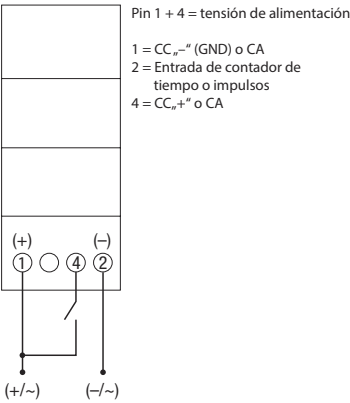 Pin 1 + 4 = tensión de alimentación
1 = CC„–“ (GND) o CA
2 = Entrada de contador de
tiempo o impulsos
4 = CC„+“ o CA
(+) (–)
1 4 2
(+/~) (–/~)